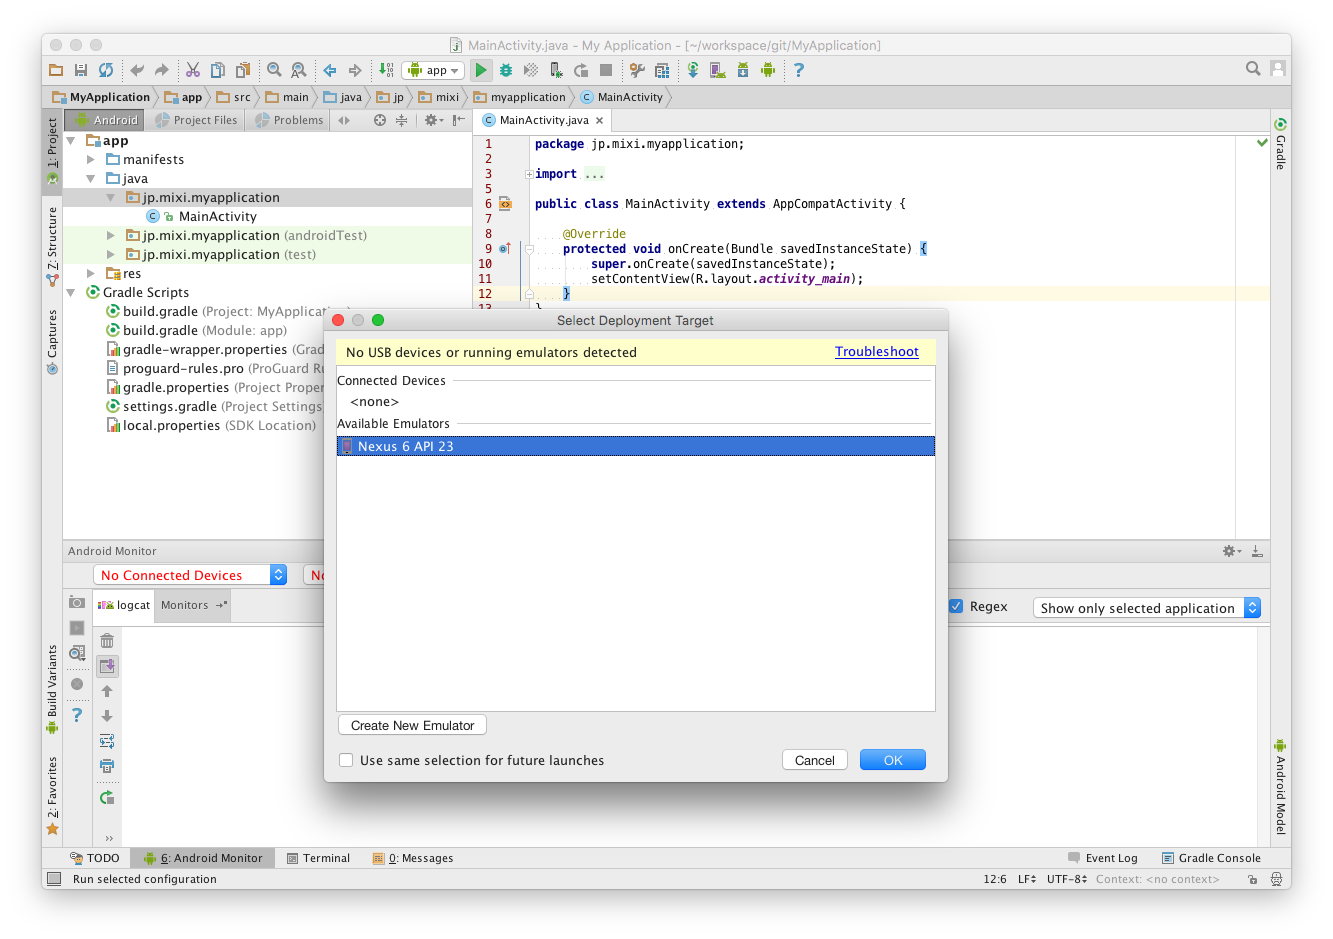 MainActivity.java - My Application - [~/workspace/git/MyApplication]
app
MyApplication app src main java jp mixi myapplication MainActivity
1: Project
Z: Structure
Captures
Build Variants
2: Favorites
Android Project Files Problems
app
manifests
java
jp.mixi.myapplication
MainActivity
jp.mixi.myapplication (androidTest)
jp.mixi.myapplication (test)
res
Gradle Scripts
build.gradle (Project: MyApplicatio
build.gradle (Module: app)
gradle-wrapper.properties (Grad
proguard-rules.pro (ProGuard Ru
gradle.properties (Project Proper
settings.gradle (Project Settings
local.properties (SDK Location)
MainActivity.java
1 package jp.mixi.myapplication;
2
3 import ...
5
6 public class MainActivity extends AppCompatActivity {
7
8 @Override
9 protected void onCreate(Bundle savedInstanceState) {
10 super.onCreate(savedInstanceState);
11 setContentView(R.layout.activity_main);
12 }
13 }
Gradle
Android Model
Select Deployment Target
No USB devices or running emulators detected Troubleshoot
Connected Devices
<none>
Available Emulators
Nexus 6 API 23
Create New Emulator
Use same selection for future launches Cancel OK
Android Monitor
No Connected Devices No
logcat Monitors
Regex Show only selected application
TODO 6: Android Monitor Terminal 0: Messages Event Log Gradle Console
Run selected configuration 12:6 LF UTF-8 Context: <no context>